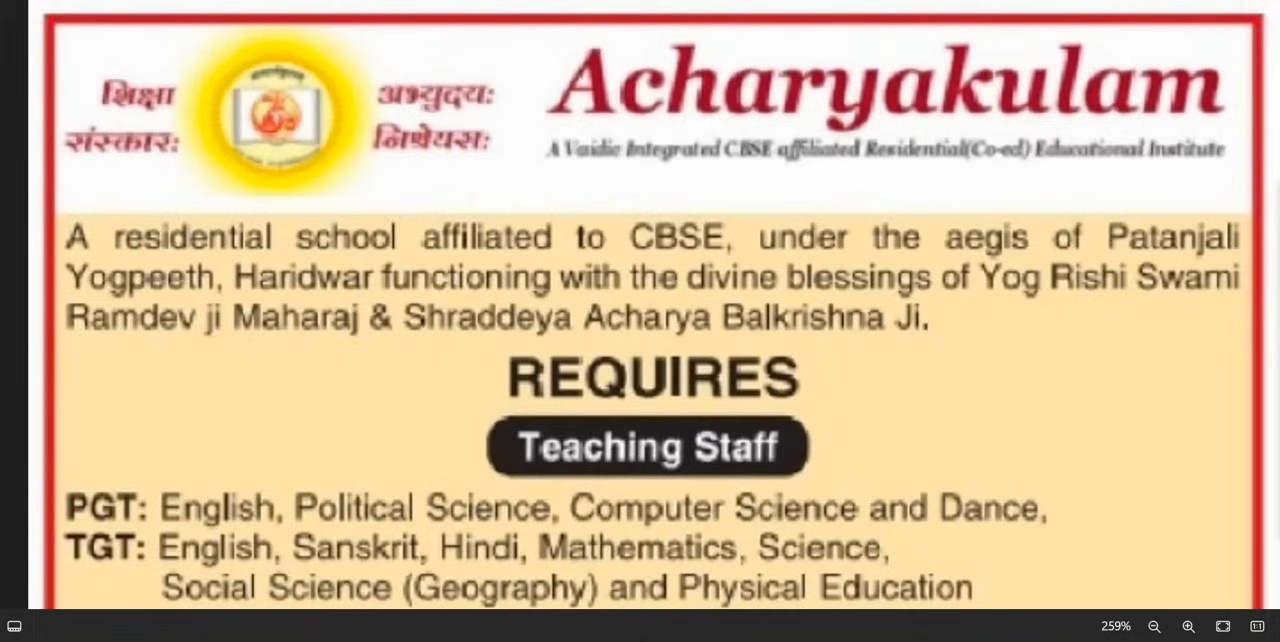 शिक्षा
संस्कार:
अभ्युदय:
निश्रेयस:
Acharyakulam
A Vaidic Integrated CBSE affiliated Residential(Co-ed) Educational Institute
A residential school affiliated to CBSE, under the aegis of Patanjali
Yogpeeth, Haridwar functioning with the divine blessings of Yog Rishi Swami
Ramdev ji Maharaj & Shraddeya Acharya Balkrishna Ji.
REQUIRES
Teaching Staff
PGT: English, Political Science, Computer Science and Dance,
TGT: English, Sanskrit, Hindi, Mathematics, Science,
Social Science (Geography) and Physical Education
259%
1:1